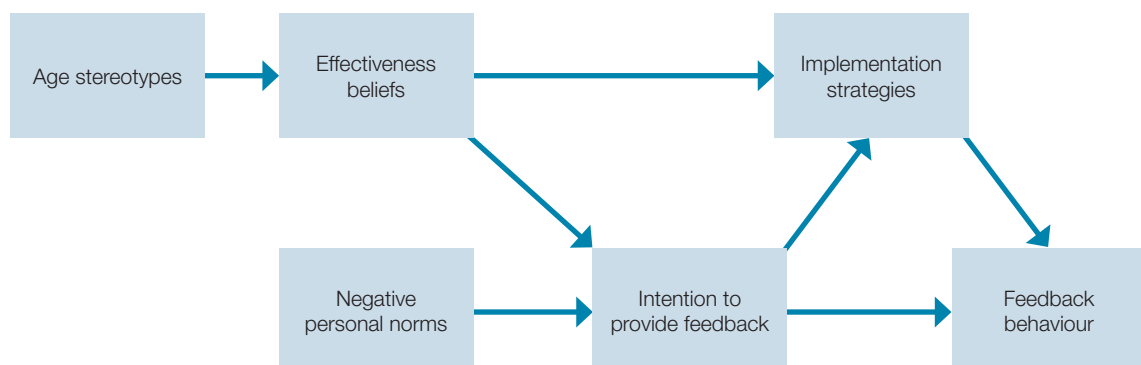 Age stereotypes
Effectiveness
beliefs
Implementation
strategies
Negative
personal norms
Intention to
provide feedback
Feedback
behaviour